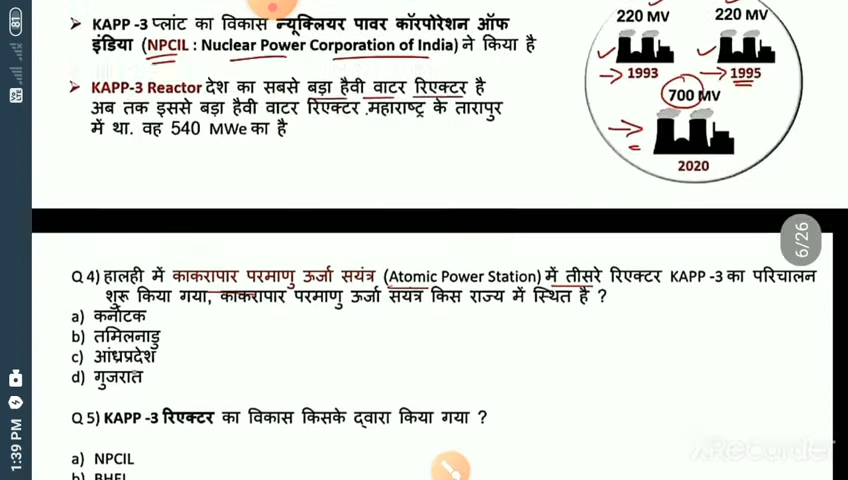 KAPP -3 प्लांट का विकास न्यूक्लियर पावर कॉरपोरेशन ऑफ
इंडिया (NPCIL : Nuclear Power Corporation of India) ने किया है
KAPP-3 Reactor देश का सबसे बड़ा हैवी वाटर रिएक्टर है
अब तक इससे बड़ा हैवी वाटर रिएक्टर महाराष्ट्र के तारापुर
में था. वह 540 MWe का है
220 MV
220 MV
1993
1995
700 MV
2020
6/26
Q 4) हालही में काकरापार परमाणु ऊर्जा सयंत्र (Atomic Power Station) में तीसरे रिएक्टर KAPP -3 का परिचालन
शुरू किया गया, काकरापार परमाणु ऊर्जा सयंत्र किस राज्य में स्थित है ?
a) कर्नाटक
b) तमिलनाडु
c) आंध्रप्रदेश
d) गुजरात
Q 5) KAPP -3 रिएक्टर का विकास किसके द्वारा किया गया ?
a) NPCIL
b) BHEL
1:39 PM
81
AZ Recorder